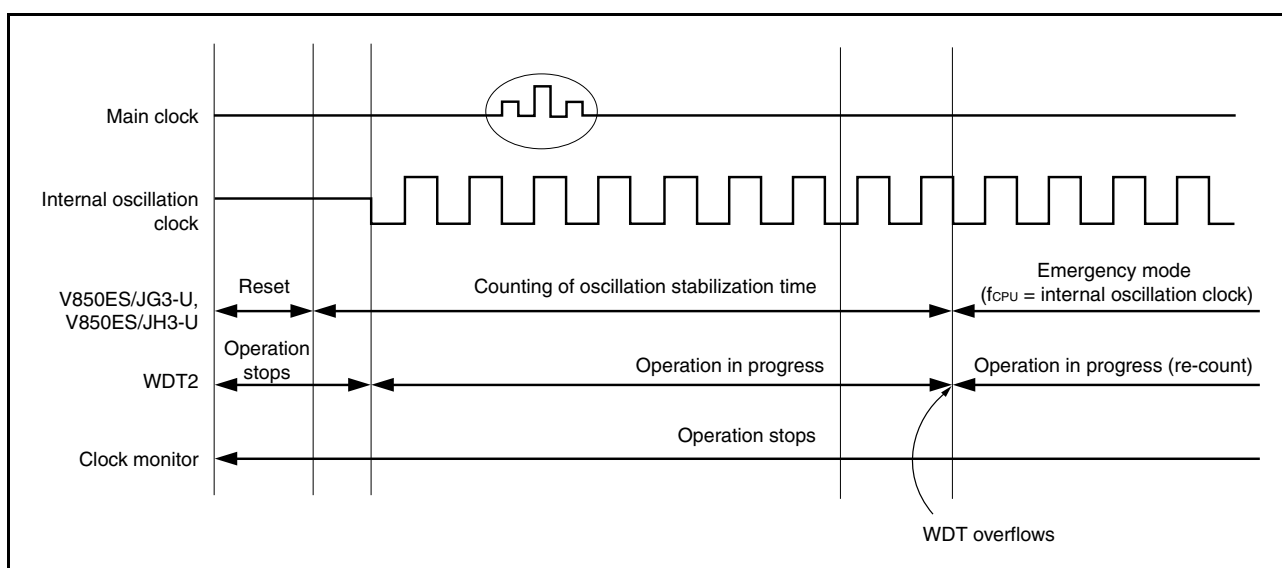 Main clock
Internal oscillation
clock
V850ES/JG3-U,
V850ES/JH3-U
Reset
Counting of oscillation stabilization time
Emergency mode
(fCPU = internal oscillation clock)
WDT2
Operation
stops
Operation in progress
Operation in progress (re-count)
Clock monitor
Operation stops
WDT overflows